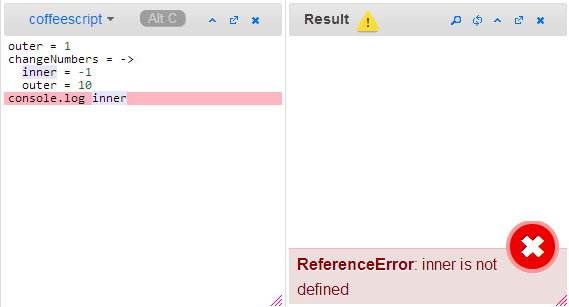 coffeescript Alt C
outer = 1
changeNumbers = ->
  inner = -1
  outer = 10
console.log inner
Result
ReferenceError: inner is not
defined